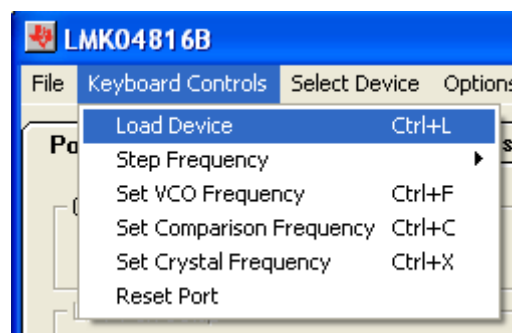 LMK04816B
File Keyboard Controls Select Device Options
Load Device Ctrl+L
Step Frequency
Set VCO Frequency Ctrl+F
Set Comparison Frequency Ctrl+C
Set Crystal Frequency Ctrl+X
Reset Port